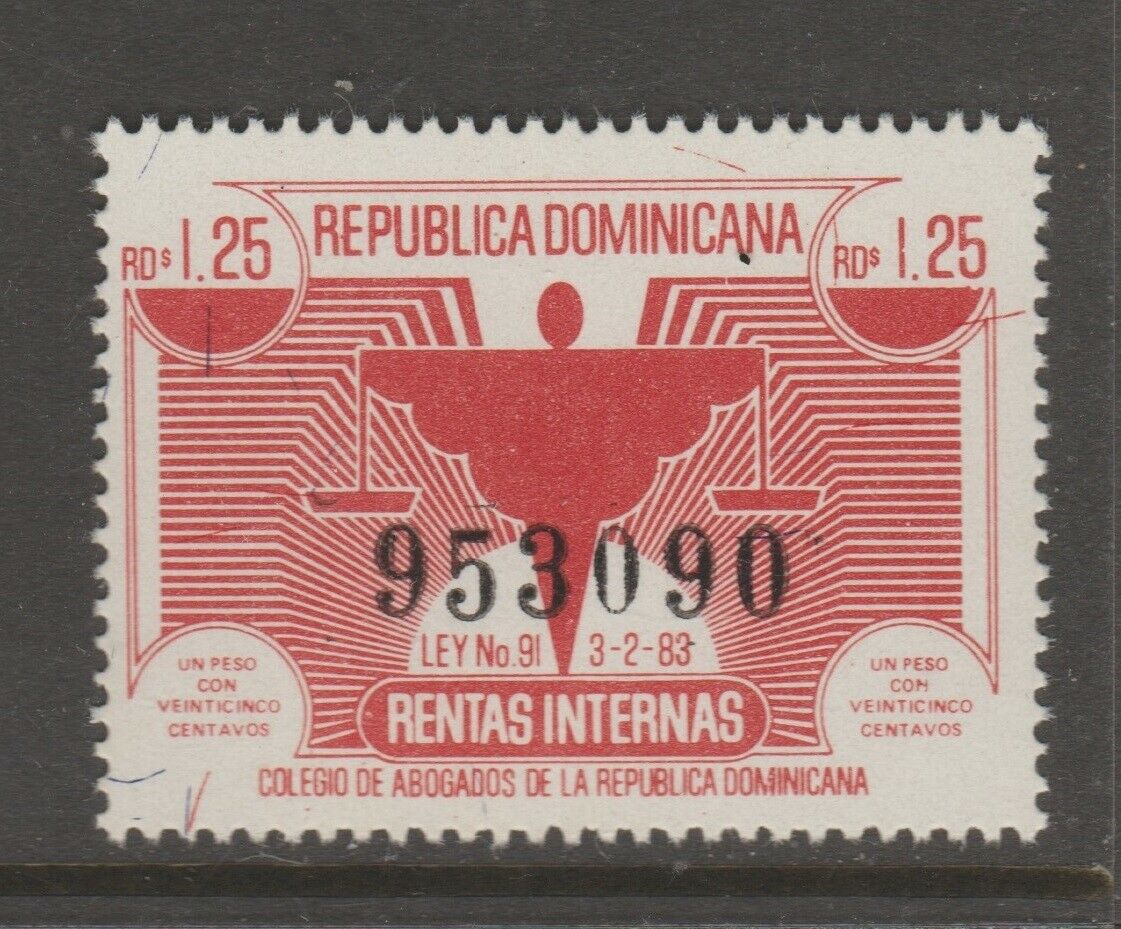 REPUBLICA DOMINICANA
RD$ 1.25
RD$ 1.25
953090
LEY No. 91 3-2-83
UN PESO
CON
VEINTICINCO
CENTAVOS
UN PESO
CON
VEINTICINCO
CENTAVOS
RENTAS INTERNAS
COLEGIO DE ABOGADOS DE LA REPUBLICA DOMINICANA